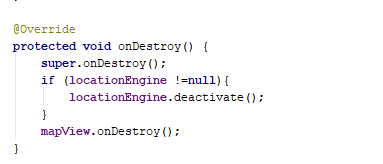 @Override
protected void onDestroy() {
super.onDestroy();
if (locationEngine !=null){
locationEngine.deactivate();
}
mapView.onDestroy();
}